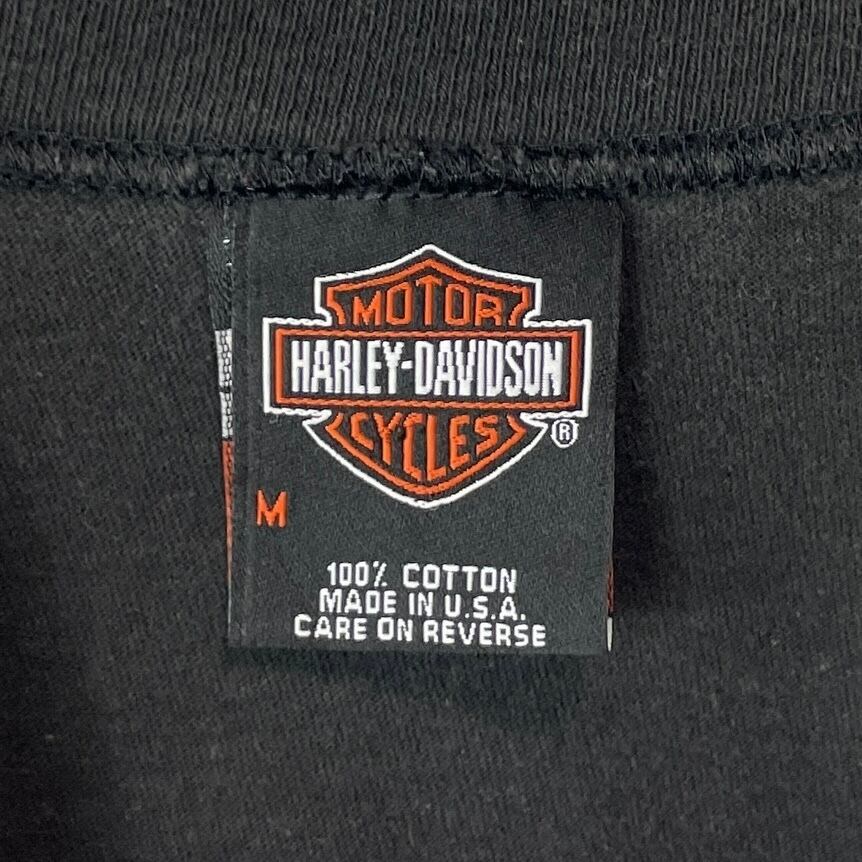 MOTOR
HARLEY-DAVIDSON
CYCLES
®
M
100% COTTON
MADE IN U.S.A.
CARE ON REVERSE